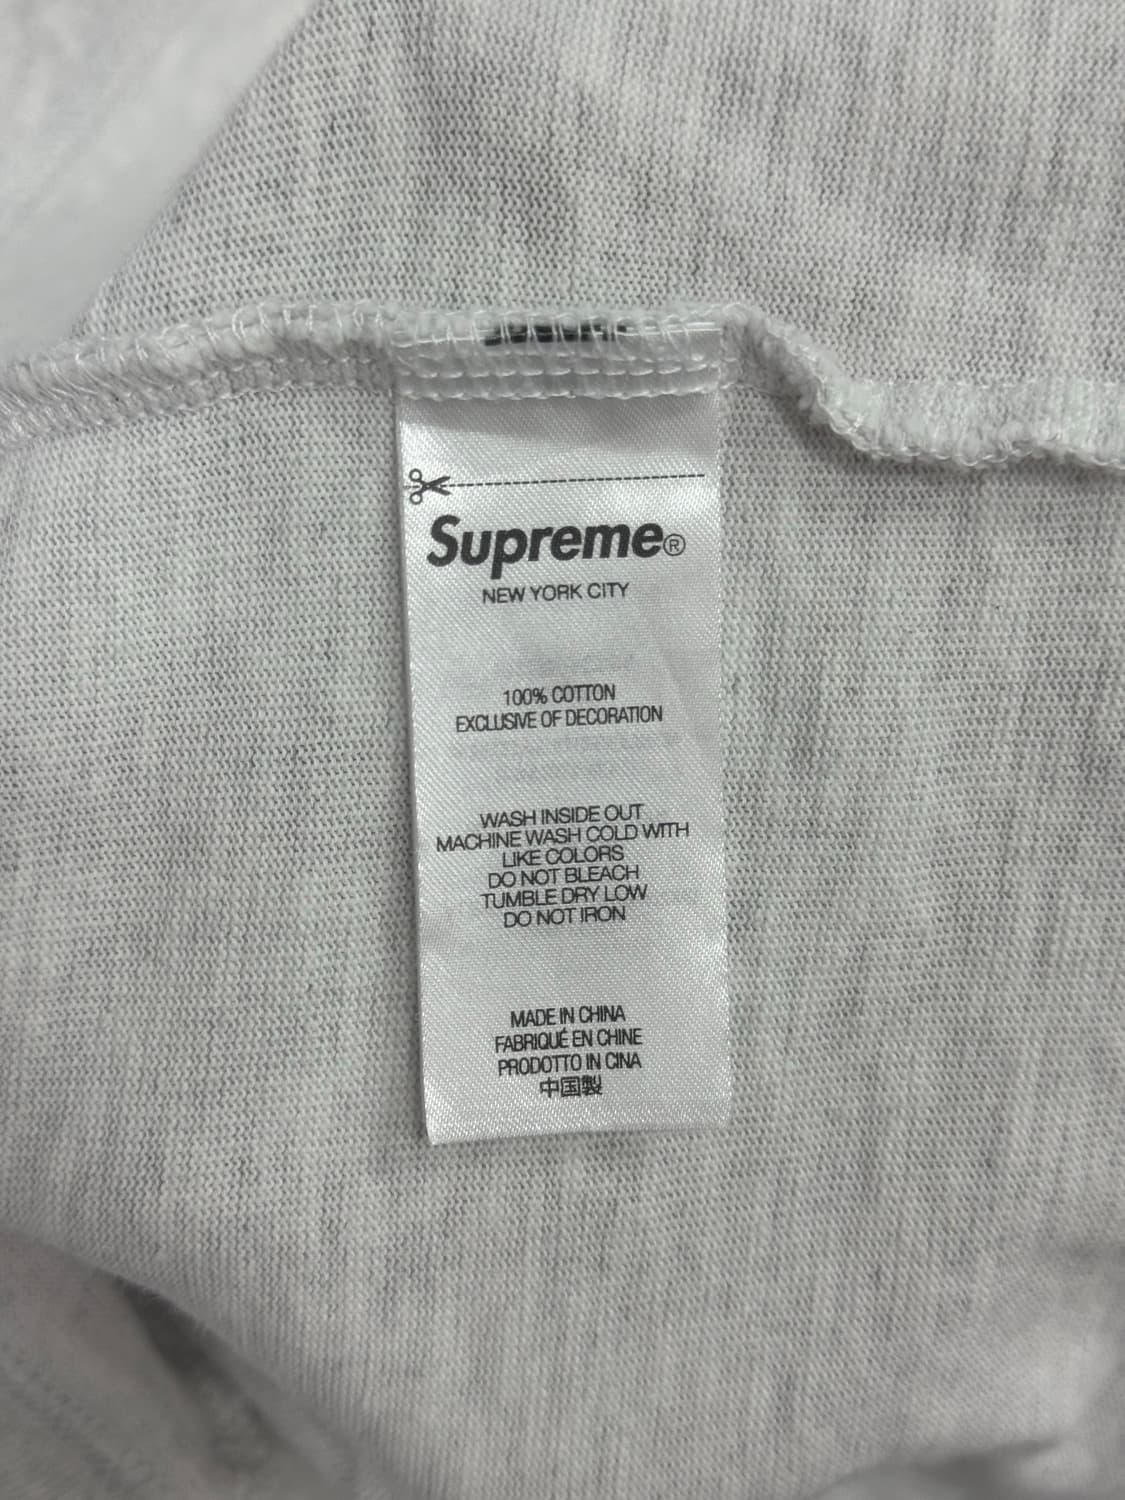 Supreme®
NEW YORK CITY
100% COTTON
EXCLUSIVE OF DECORATION
WASH INSIDE OUT
MACHINE WASH COLD WITH
LIKE COLORS
DO NOT BLEACH
TUMBLE DRY LOW
DO NOT IRON
MADE IN CHINA
FABRIQUÉ EN CHINE
PRODOTTO IN CINA
中国製